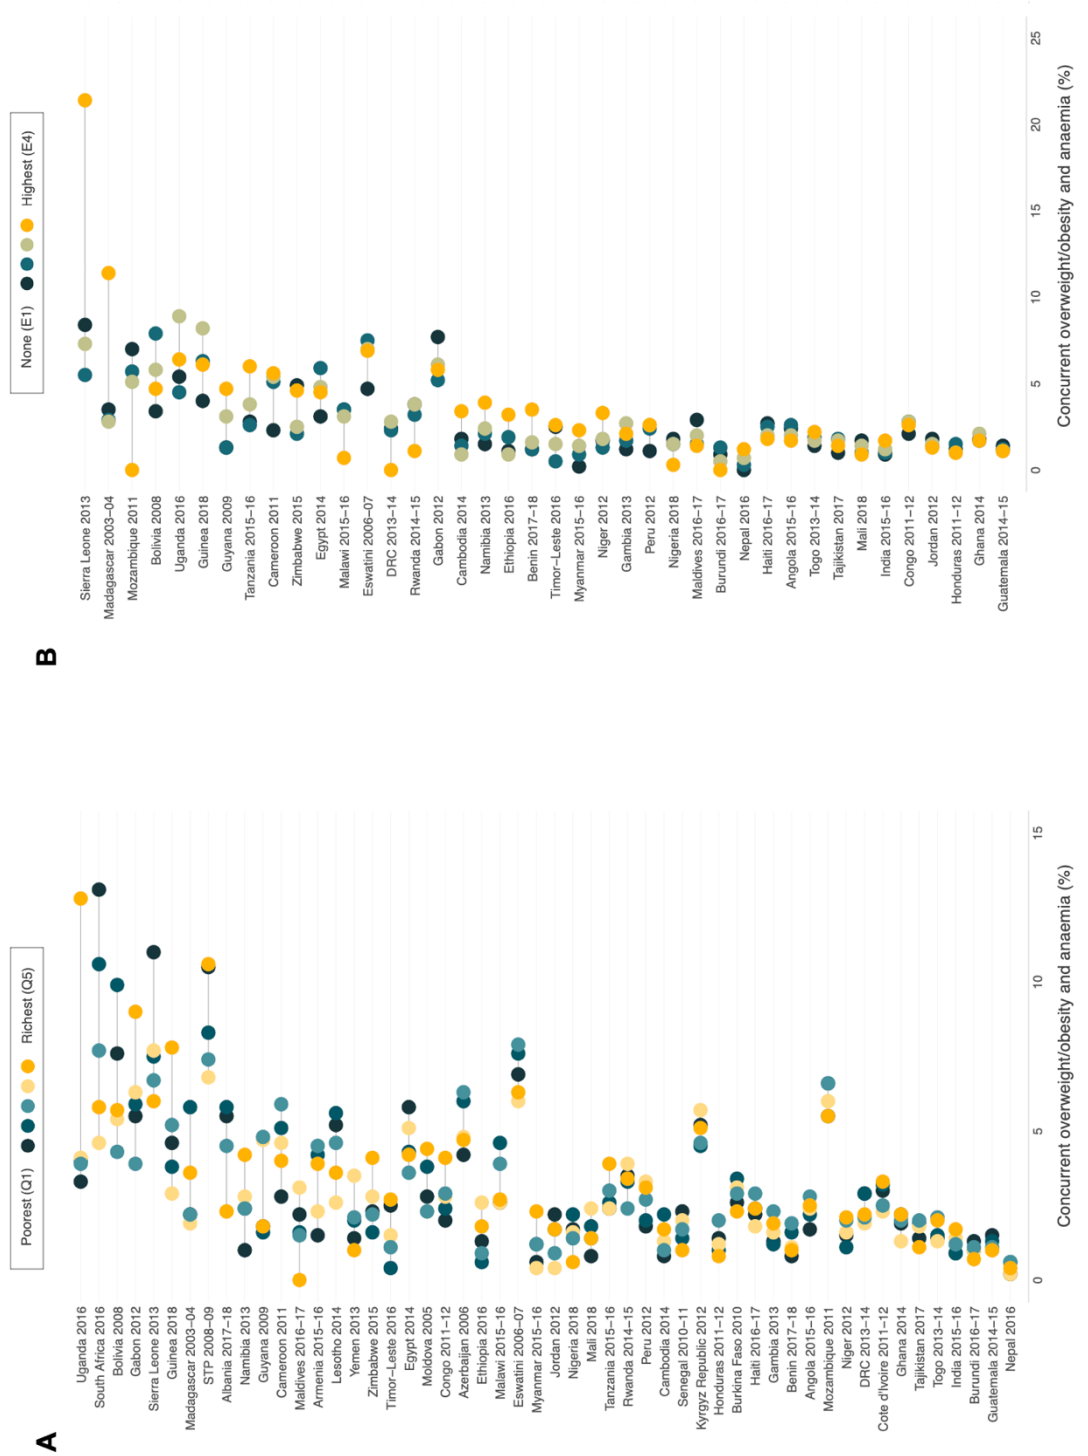 A
Poorest (Q1) Richest (Q5)
Uganda 2016
South Africa 2016
Bolivia 2008
Gabon 2012
Sierra Leone 2013
Guinea 2018
Madagascar 2003–04
STP 2008–09
Albania 2017–18
Namibia 2013
Guyana 2009
Cameroon 2011
Maldives 2016–17
Armenia 2015–16
Lesotho 2014
Yemen 2013
Zimbabwe 2015
Timor–Leste 2016
Egypt 2014
Moldova 2005
Congo 2011–12
Azerbaijan 2006
Ethiopia 2016
Malawi 2015–16
Eswatini 2006–07
Myanmar 2015–16
Jordan 2012
Nigeria 2018
Mali 2018
Tanzania 2015–16
Rwanda 2014–15
Peru 2012
Cambodia 2014
Senegal 2010–11
Kyrgyz Republic 2012
Honduras 2011–12
Burkina Faso 2010
Haiti 2016–17
Gambia 2013
Benin 2017–18
Angola 2015–16
Mozambique 2011
Niger 2012
DRC 2013–14
Cote d'Ivoire 2011–12
Ghana 2014
Tajikistan 2017
Togo 2013–14
India 2015–16
Burundi 2016–17
Guatemala 2014–15
Nepal 2016
0 5 10 15
Concurrent overweight/obesity and anaemia (%)
B
None (E1) Highest (E4)
Sierra Leone 2013
Madagascar 2003–04
Mozambique 2011
Bolivia 2008
Uganda 2016
Guinea 2018
Guyana 2009
Tanzania 2015–16
Cameroon 2011
Zimbabwe 2015
Egypt 2014
Malawi 2015–16
Eswatini 2006–07
DRC 2013–14
Rwanda 2014–15
Gabon 2012
Cambodia 2014
Namibia 2013
Ethiopia 2016
Benin 2017–18
Timor–Leste 2016
Myanmar 2015–16
Niger 2012
Gambia 2013
Peru 2012
Nigeria 2018
Maldives 2016–17
Burundi 2016–17
Nepal 2016
Haiti 2016–17
Angola 2015–16
Togo 2013–14
Tajikistan 2017
Mali 2018
India 2015–16
Congo 2011–12
Jordan 2012
Honduras 2011–12
Ghana 2014
Guatemala 2014–15
0 5 10 15 20 25
Concurrent overweight/obesity and anaemia (%)